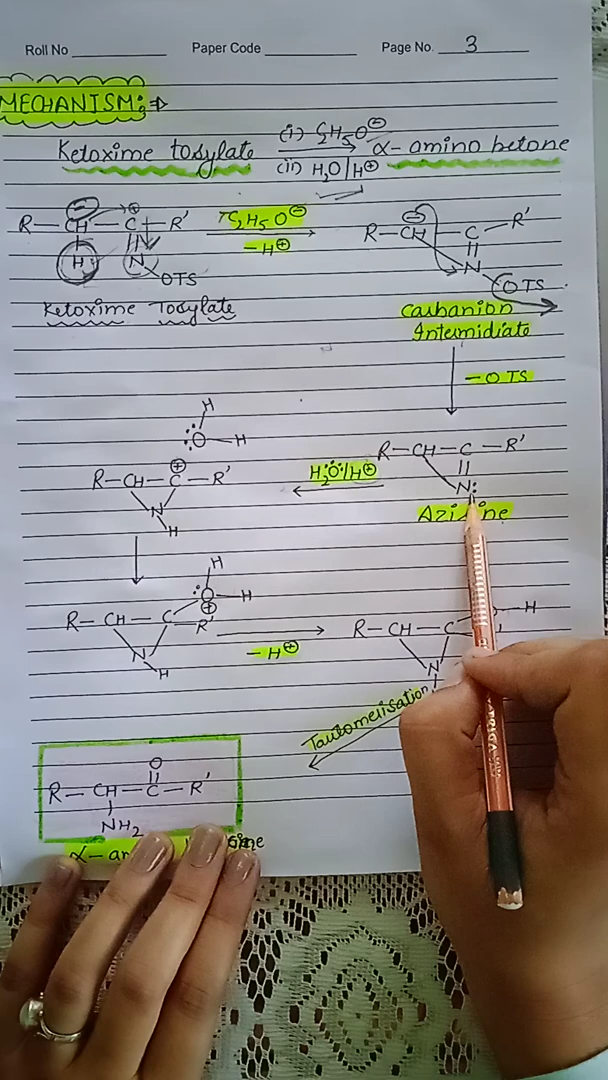 Roll No Paper Code Page No. 3
MECHANISM:⇒
Ketoxime tosylate (i) C₂H₅O⊖ → α-amino ketone
(ii) H₂O/H⊕
R—CH—C—R' C₂H₅O⊖ R—CH—C—R'
-H⊕
H N N
OTS OTS
Ketoxime Tosylate Carbanion
Intermidiate
-OTS
H
O—H R—CH—C—R'
R—CH—C—R' H₂O/H⊕ N:
N Azirine
H
H
O—H
R—CH—C R' -H⊕ R—CH—C H
N N
H
Tautomerisation
O
R—CH—C—R'
NH₂